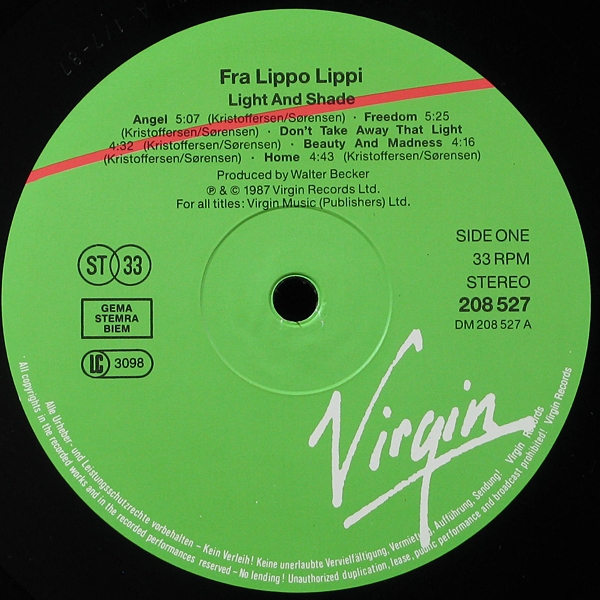 Fra Lippo Lippi
Light And Shade
Angel 5:07 (Kristoffersen/Sørensen) · Freedom 5:25
(Kristoffersen/Sørensen) · Don't Take Away That Light
4:32 (Kristoffersen/Sørensen) · Beauty And Madness 4:16
(Kristoffersen/Sørensen) · Home 4:43 (Kristoffersen/Sørensen)
Produced by Walter Becker
℗ & © 1987 Virgin Records Ltd.
For all titles: Virgin Music (Publishers) Ltd.
ST 33
GEMA
STEMRA
BIEM
LC 3098
SIDE ONE
33 RPM
STEREO
208 527
DM 208 527 A
Virgin
Alle Urheber- und Leistungsschutzrechte vorbehalten – Kein Verleih! Keine unerlaubte Vervielfältigung, Vermietung, Aufführung, Sendung! Virgin Records
All copyrights in the recorded works and in the recorded performances reserved – No lending! Unauthorized duplication, lease, public performance and broadcast prohibited! Virgin Records